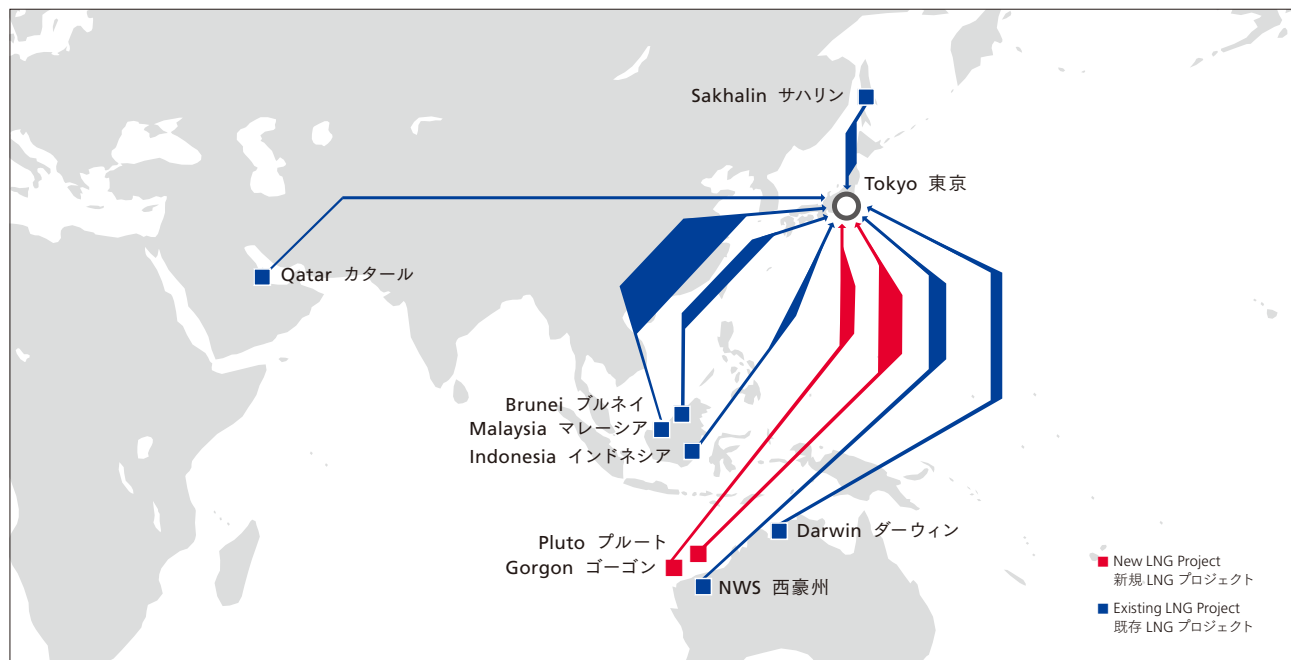 Sakhalin サハリン
Tokyo 東京
Qatar カタール
Brunei ブルネイ
Malaysia マレーシア
Indonesia インドネシア
Pluto プルート
Gorgon ゴーゴン
Darwin ダーウィン
NWS 西豪州
New LNG Project
新規 LNG プロジェクト
Existing LNG Project
既存 LNG プロジェクト